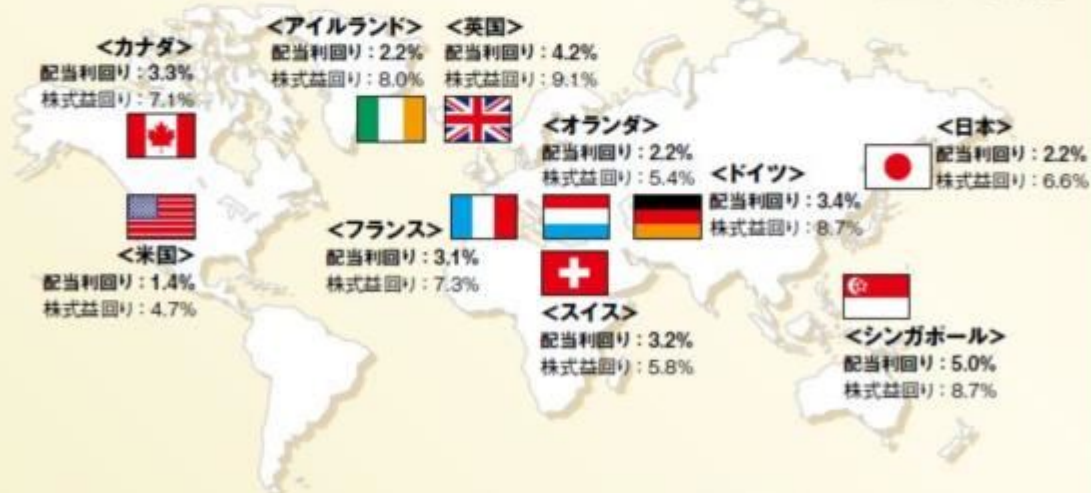 <カナダ>
配当利回り：3.3%
株式益回り：7.1%
<アイルランド>
配当利回り：2.2%
株式益回り：8.0%
<英国>
配当利回り：4.2%
株式益回り：9.1%
<オランダ>
配当利回り：2.2%
株式益回り：5.4%
<ドイツ>
配当利回り：3.4%
株式益回り：8.7%
<日本>
配当利回り：2.2%
株式益回り：6.6%
<米国>
配当利回り：1.4%
株式益回り：4.7%
<フランス>
配当利回り：3.1%
株式益回り：7.3%
<スイス>
配当利回り：3.2%
株式益回り：5.8%
<シンガポール>
配当利回り：5.0%
株式益回り：8.7%